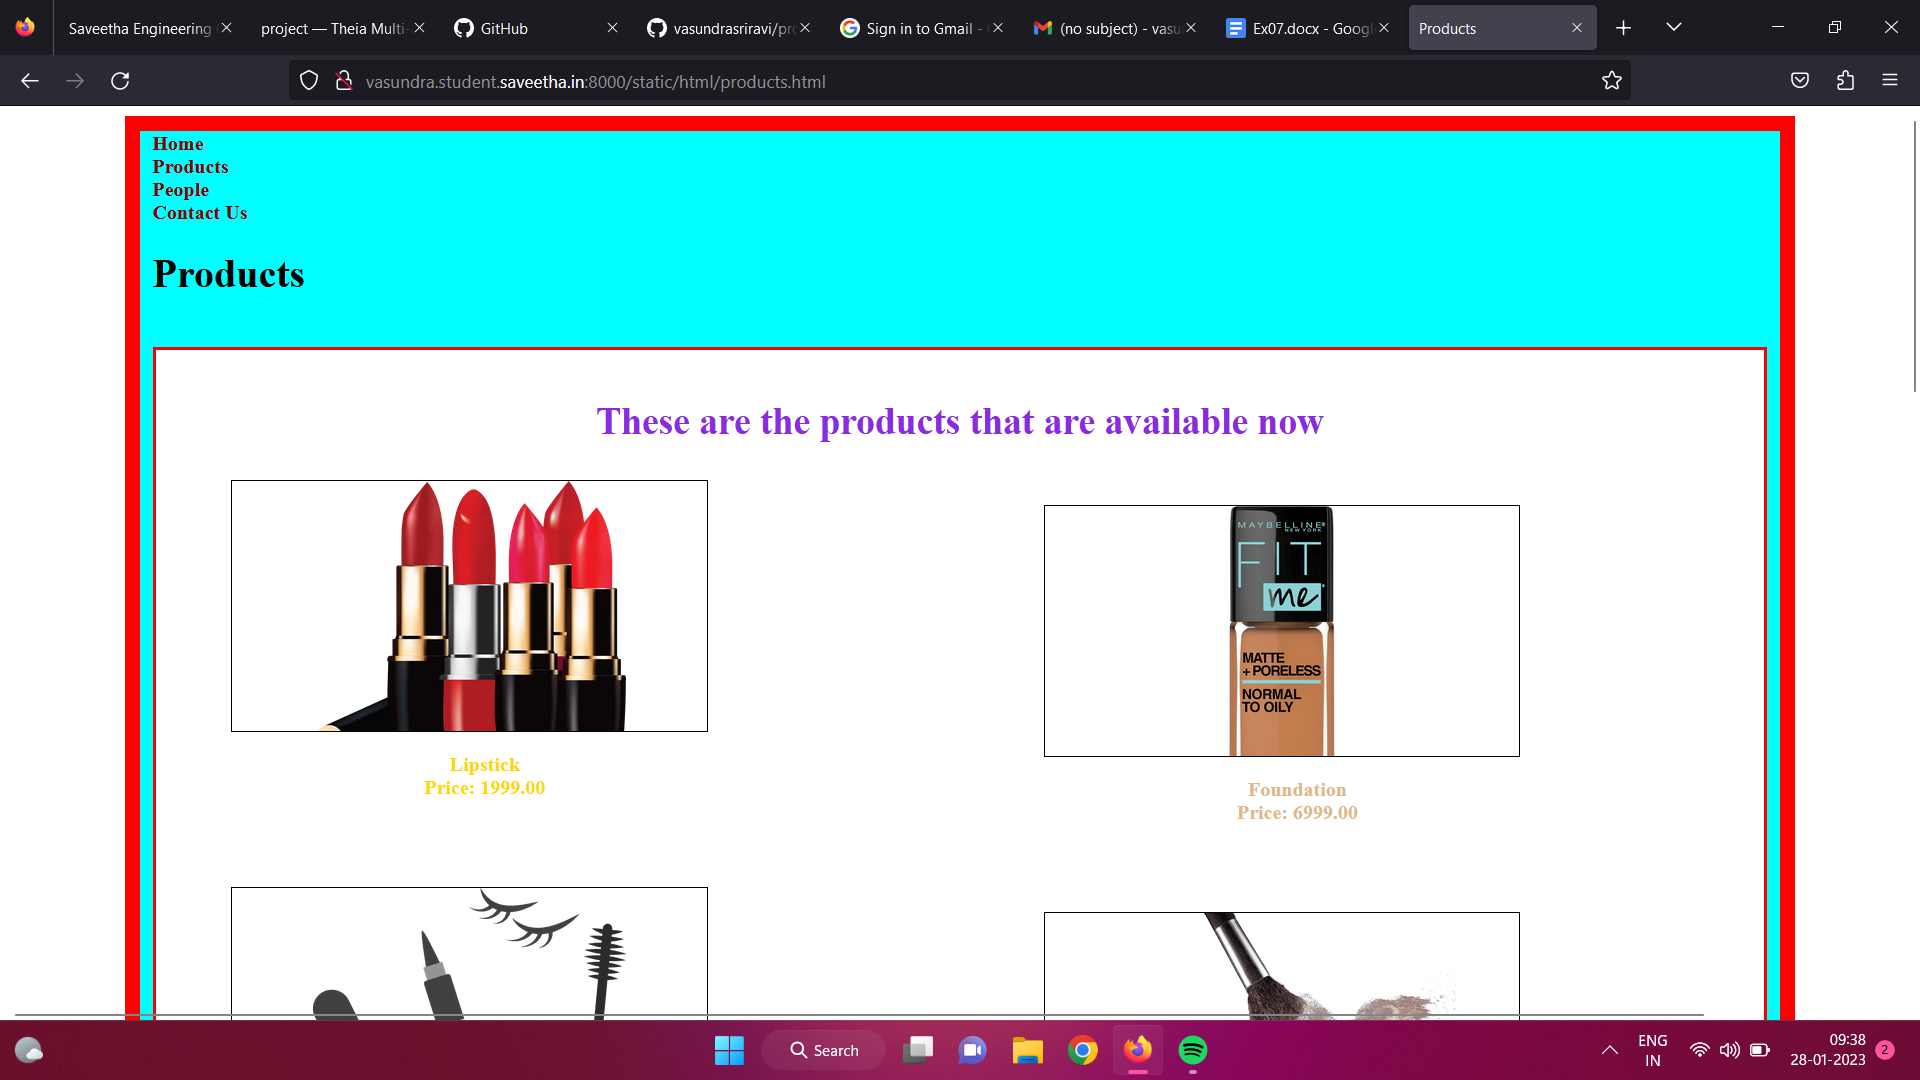 Saveetha Engineering
project — Theia Multi-
GitHub
vasundrasriravi/pro
Sign in to Gmail -
(no subject) - vasu
Ex07.docx - Googl
Products
vasundra.student.saveetha.in:8000/static/html/products.html
Home
Products
People
Contact Us
Products
These are the products that are available now
MAYBELLINE®
NEW YORK
FIT
me
MATTE
+ PORELESS
NORMAL
TO OILY
Lipstick
Price: 1999.00
Foundation
Price: 6999.00
Search
ENG
IN
09:38
28-01-2023
2